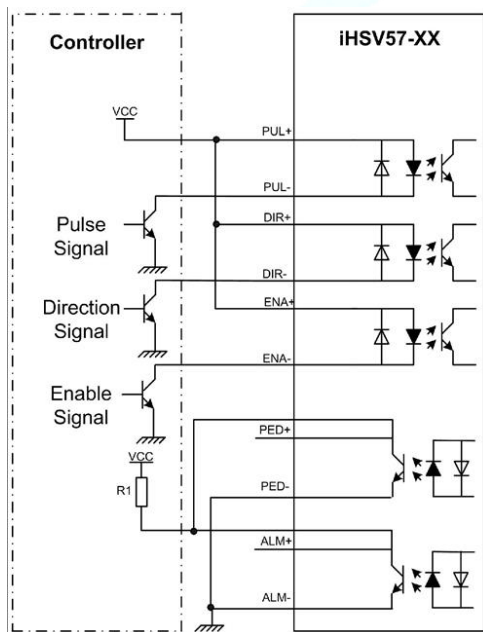 Controller
iHSV57-XX
VCC
PUL+
PUL-
Pulse
Signal
DIR+
DIR-
Direction
Signal
ENA+
ENA-
Enable
Signal
PED+
VCC
R1
PED-
ALM+
ALM-